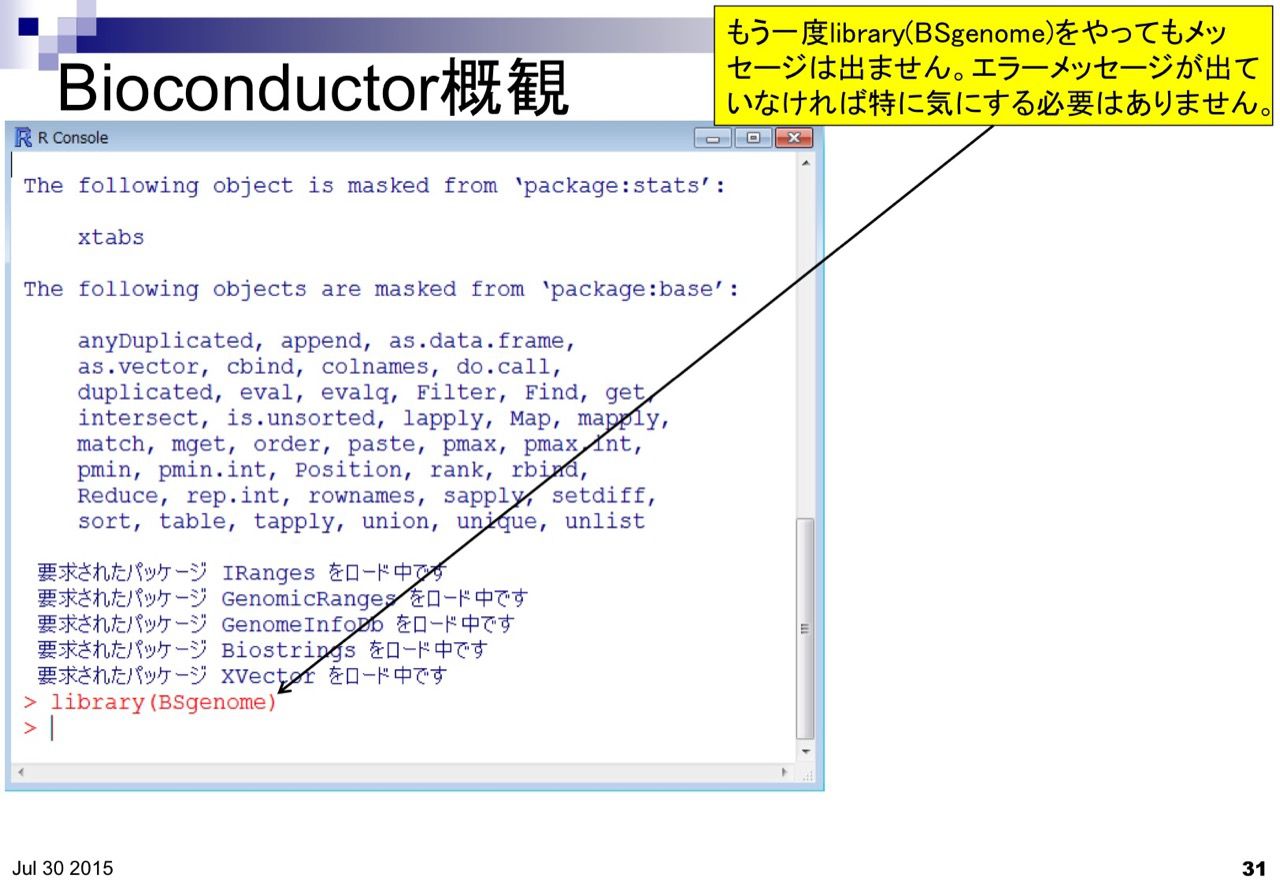 もう一度library(BSgenome)をやってもメッ
セージは出ません。エラーメッセージが出て
いなければ特に気にする必要はありません。
Bioconductor概観
R Console
The following object is masked from ‘package:stats’:
xtabs
The following objects are masked from ‘package:base’:
anyDuplicated, append, as.data.frame,
as.vector, cbind, colnames, do.call,
duplicated, eval, evalq, Filter, Find, get,
intersect, is.unsorted, lapply, Map, mapply,
match, mget, order, paste, pmax, pmax.int,
pmin, pmin.int, Position, rank, rbind,
Reduce, rep.int, rownames, sapply, setdiff,
sort, table, tapply, union, unique, unlist
要求されたパッケージ IRanges をロード中です
要求されたパッケージ GenomicRanges をロード中です
要求されたパッケージ GenomeInfoDb をロード中です
要求されたパッケージ Biostrings をロード中です
要求されたパッケージ XVector をロード中です
> library(BSgenome)
>
Jul 30 2015
31